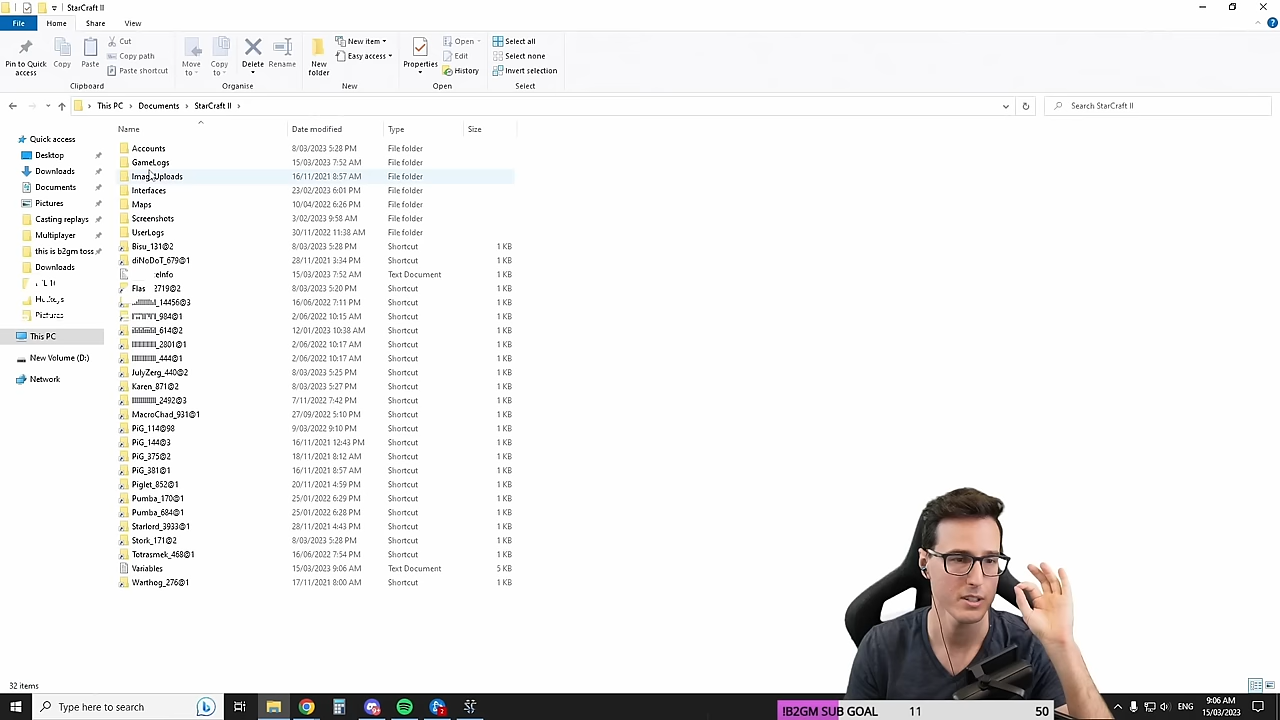 StarCraft II
File Home Share View
Pin to Quick access
Copy
Paste
Cut
Copy path
Paste shortcut
Clipboard
Move to
Copy to
Delete
Rename
Organise
New folder
New item
Easy access
New
Properties
Open
Edit
History
Open
Select all
Select none
Invert selection
Select
This PC Documents StarCraft II
Search StarCraft II
Quick access
Desktop
Downloads
Documents
Pictures
Casting replays
Multiplayer
this is b2gm toss
Downloads
Pictures
This PC
New Volume (D:)
Network
Name Date modified Type Size
Accounts 8/03/2023 5:28 PM File folder
GameLogs 15/03/2023 7:52 AM File folder
16/11/2021 8:57 AM File folder
Interfaces 23/02/2023 6:01 PM File folder
Maps 10/04/2022 6:26 PM File folder
Screenshots 3/02/2023 9:58 AM File folder
UserLogs 30/11/2022 11:38 AM File folder
Bisu_131@2 8/03/2023 5:28 PM Shortcut 1 KB
diNoDoT_679@1 28/11/2021 3:34 PM Shortcut 1 KB
eInfo 15/03/2023 7:52 AM Text Document 1 KB
Flas 2719@2 8/03/2023 5:20 PM Shortcut 1 KB
_14456@3 16/06/2022 7:11 PM Shortcut 1 KB
_984@1 2/06/2022 10:15 AM Shortcut 1 KB
_614@2 12/01/2023 10:38 AM Shortcut 1 KB
_2801@1 2/06/2022 10:17 AM Shortcut 1 KB
_444@1 2/06/2022 10:17 AM Shortcut 1 KB
JulyZerg_440@2 8/03/2023 5:25 PM Shortcut 1 KB
Karen_871@2 8/03/2023 5:27 PM Shortcut 1 KB
_2492@3 7/11/2022 7:42 PM Shortcut 1 KB
MacroChad_931@1 27/09/2022 5:10 PM Shortcut 1 KB
PiG_114@98 9/03/2022 9:10 PM Shortcut 1 KB
PiG_144@3 16/11/2021 12:43 PM Shortcut 1 KB
PiG_375@2 18/11/2021 8:12 AM Shortcut 1 KB
PiG_381@1 16/11/2021 8:57 AM Shortcut 1 KB
Piglet_852@1 20/11/2021 4:59 PM Shortcut 1 KB
Pumba_170@1 25/01/2022 6:29 PM Shortcut 1 KB
Pumba_684@1 25/01/2022 6:28 PM Shortcut 1 KB
Starlord_3933@1 28/11/2021 4:43 PM Shortcut 1 KB
Stork_171@2 8/03/2023 5:28 PM Shortcut 1 KB
Totrasmek_468@1 16/06/2022 7:54 PM Shortcut 1 KB
Variables 15/03/2023 9:06 AM Text Document 5 KB
Warthog_276@1 17/11/2021 8:00 AM Shortcut 1 KB
32 items
Type here to search
!B2GM SUB GOAL 11 50
ENG
9:06 AM
15/03/2023